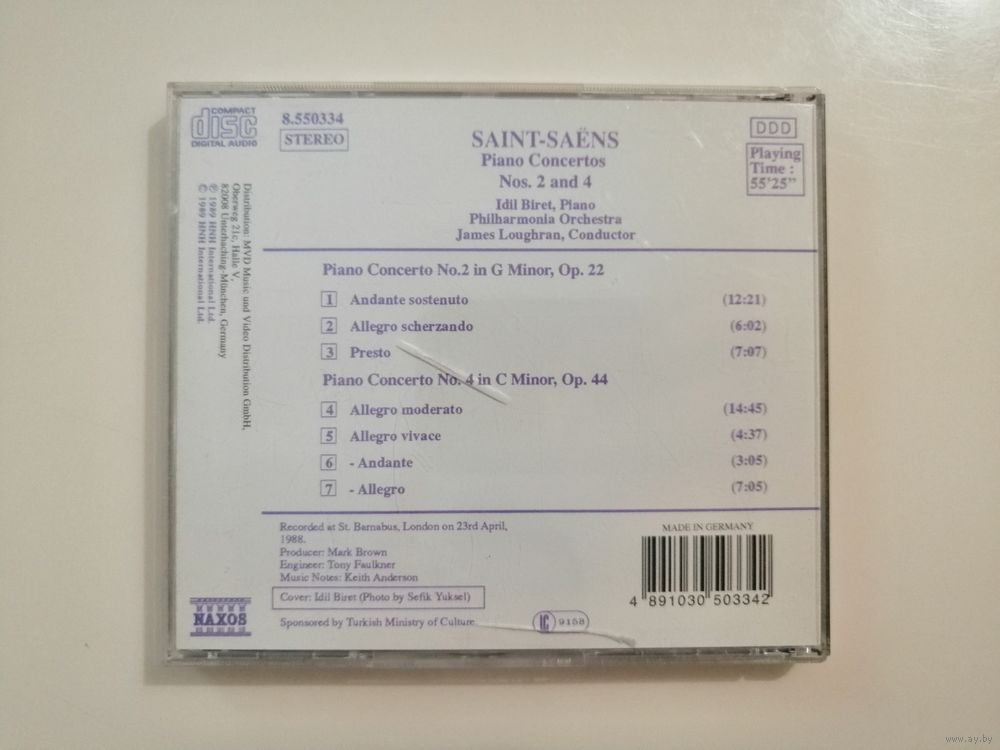 COMPACT
disc
DIGITAL AUDIO
8.550334
STEREO
SAINT-SAËNS
Piano Concertos
Nos. 2 and 4
Idil Biret, Piano
Philharmonia Orchestra
James Loughran, Conductor
DDD
Playing
Time :
55'25"
Distribution: MVD Music und Video Distribution GmbH,
Oberweg 21c, Halle V,
82008 Unterhaching-München, Germany
℗ 1989 HNH International Ltd.
© 1989 HNH International Ltd.
Piano Concerto No.2 in G Minor, Op. 22
1 Andante sostenuto (12:21)
2 Allegro scherzando (6:02)
3 Presto (7:07)
Piano Concerto No. 4 in C Minor, Op. 44
4 Allegro moderato (14:45)
5 Allegro vivace (4:37)
6 - Andante (3:05)
7 - Allegro (7:05)
Recorded at St. Barnabus, London on 23rd April,
1988.
Producer: Mark Brown
Engineer: Tony Faulkner
Music Notes: Keith Anderson
Cover: Idil Biret (Photo by Sefik Yuksel)
Sponsored by Turkish Ministry of Culture
LC 9158
MADE IN GERMANY
4 891030 503342
NAXOS
www.ay.by